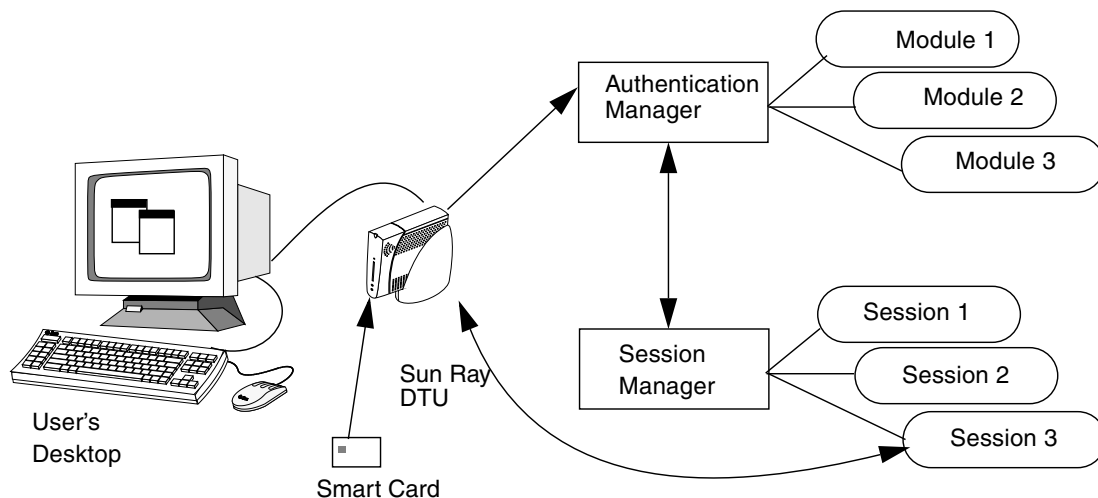 Module 1
Authentication
Manager
Module 2
Module 3
Session 1
Session
Manager
Session 2
Sun Ray
DTU
User's
Desktop
Session 3
Smart Card